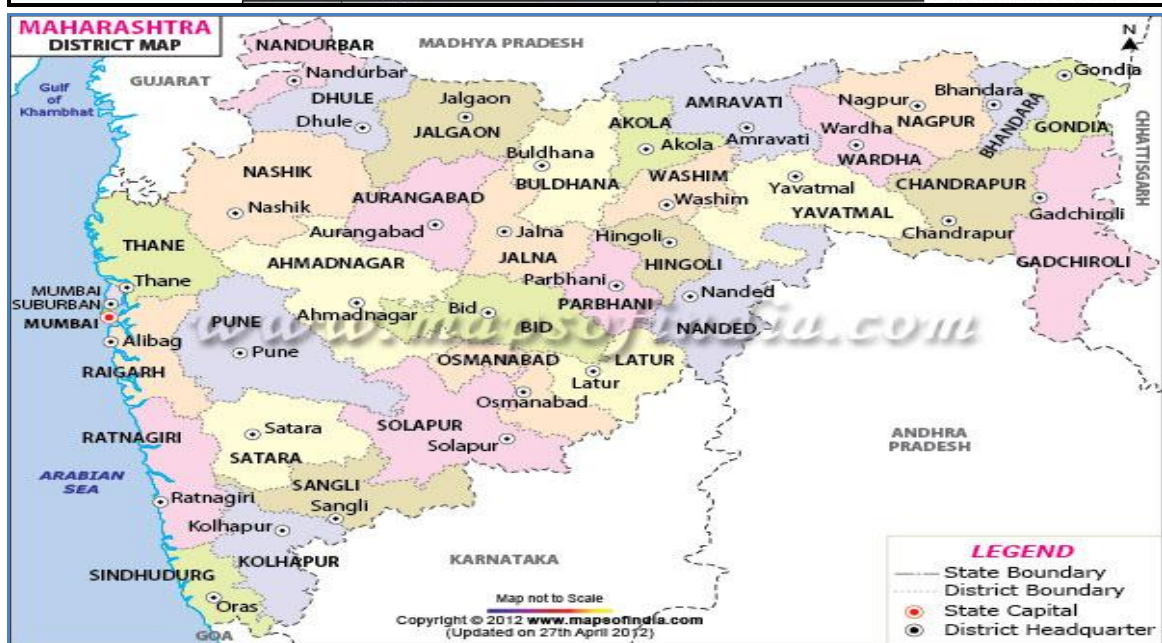 MAHARASHTRA
DISTRICT MAP
N
MADHYA PRADESH
GUJARAT
Gulf
of
Khambhat
CHHATTISGARH
NANDURBAR
Nandurbar
DHULE
Dhule
Jalgaon
JALGAON
Buldhana
BULDHANA
AKOLA
Akola
AMRAVATI
Amravati
WASHIM
Washim
Nagpur
NAGPUR
Wardha
WARDHA
Bhandara
BHANDARA
Gondia
GONDIA
NASHIK
Nashik
AURANGABAD
Aurangabad
Jalna
JALNA
Hingoli
HINGOLI
Yavatmal
YAVATMAL
CHANDRAPUR
Chandrapur
Gadchiroli
GADCHIROLI
THANE
Thane
MUMBAI
SUBURBAN
MUMBAI
AHMADNAGAR
Ahmadnagar
Bid
BID
Parbhani
PARBHANI
Nanded
NANDED
www.mapsofindia.com
Alibag
RAIGARH
PUNE
Pune
OSMANABAD
Osmanabad
LATUR
Latur
RATNAGIRI
Ratnagiri
Satara
SATARA
SOLAPUR
Solapur
SANGLI
Sangli
Kolhapur
KOLHAPUR
SINDHUDURG
Oras
ARABIAN
SEA
GOA
KARNATAKA
ANDHRA
PRADESH
Map not to Scale
Copyright © 2012 www.mapsofindia.com
(Updated on 27th April 2012)
LEGEND
State Boundary
District Boundary
State Capital
District Headquarter